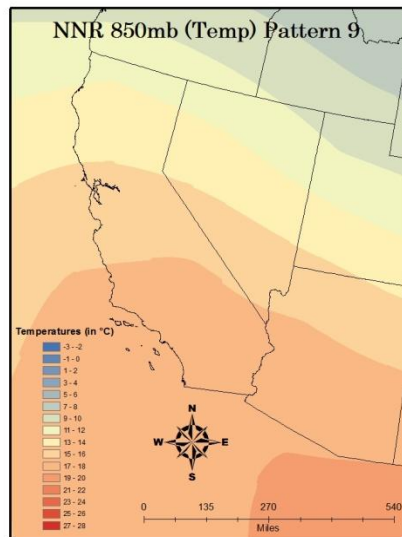 NNR 850mb (Temp) Pattern 9
Temperatures (in °C)
-3 - -2
-1 - 0
1 - 2
3 - 4
5 - 6
7 - 8
9 - 10
11 - 12
13 - 14
15 - 16
17 - 18
19 - 20
21 - 22
23 - 24
25 - 26
27 - 28
N
W E
S
0 135 270 540
Miles